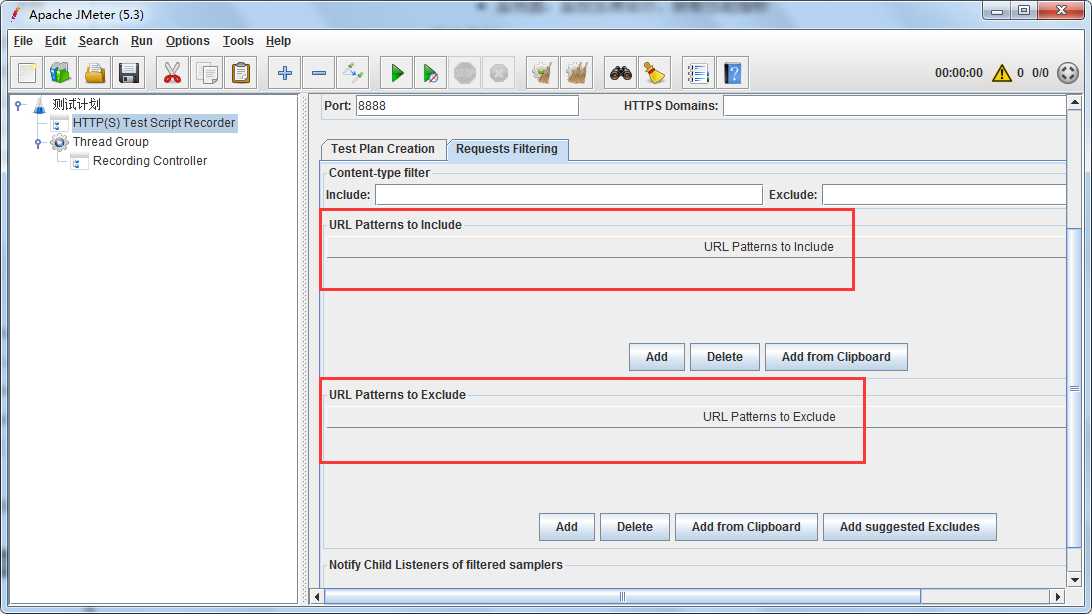 Apache JMeter (5.3)
File Edit Search Run Options Tools Help
STOP 00:00:00 0 0/0
测试计划
HTTP(S) Test Script Recorder
Thread Group
Recording Controller
Port: 8888 HTTPS Domains:
Test Plan Creation Requests Filtering
Content-type filter
Include: Exclude:
URL Patterns to Include
URL Patterns to Include
Add Delete Add from Clipboard
URL Patterns to Exclude
URL Patterns to Exclude
Add Delete Add from Clipboard Add suggested Excludes
Notify Child Listeners of filtered samplers